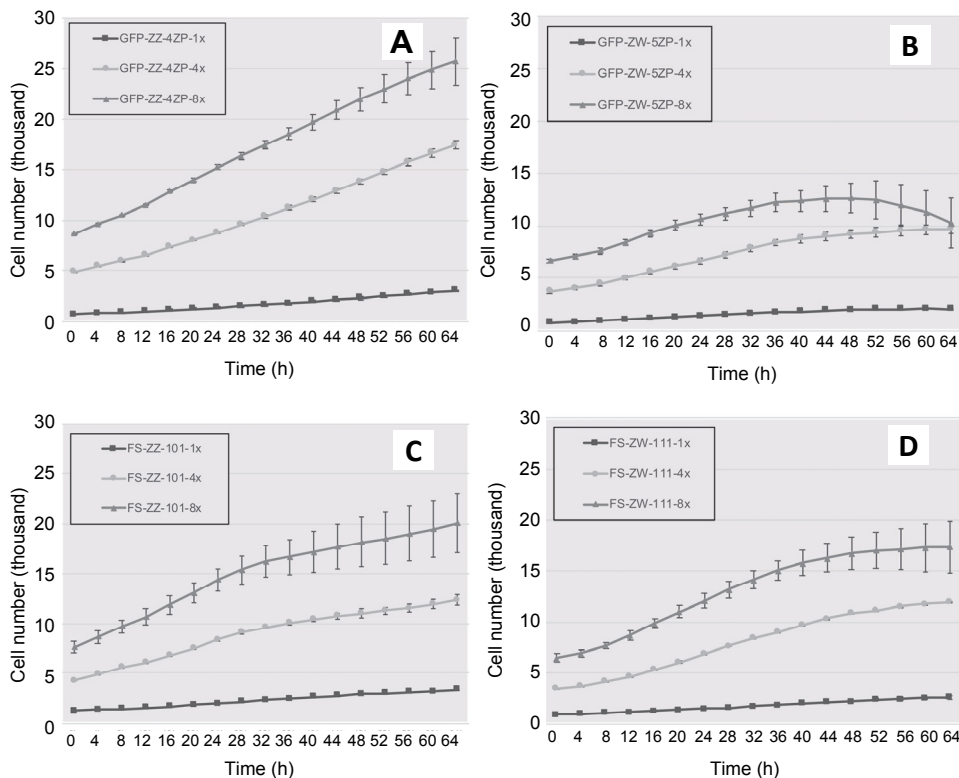 A
GFP-ZZ-4ZP-1x
GFP-ZZ-4ZP-4x
GFP-ZZ-4ZP-8x
Cell number (thousand)
30
25
20
15
10
5
0
0 4 8 12 16 20 24 28 32 36 40 44 48 52 56 60 64
Time (h)
B
GFP-ZW-5ZP-1x
GFP-ZW-5ZP-4x
GFP-ZW-5ZP-8x
Cell number (thousand)
30
25
20
15
10
5
0
0 4 8 12 16 20 24 28 32 36 40 44 48 52 56 60 64
Time (h)
C
FS-ZZ-101-1x
FS-ZZ-101-4x
FS-ZZ-101-8x
Cell number (thousand)
30
25
20
15
10
5
0
0 4 8 12 16 20 24 28 32 36 40 44 48 52 56 60 64
Time (h)
D
FS-ZW-111-1x
FS-ZW-111-4x
FS-ZW-111-8x
Cell number (thousand)
30
25
20
15
10
5
0
0 4 8 12 16 20 24 28 32 36 40 44 48 52 56 60 64
Time (h)